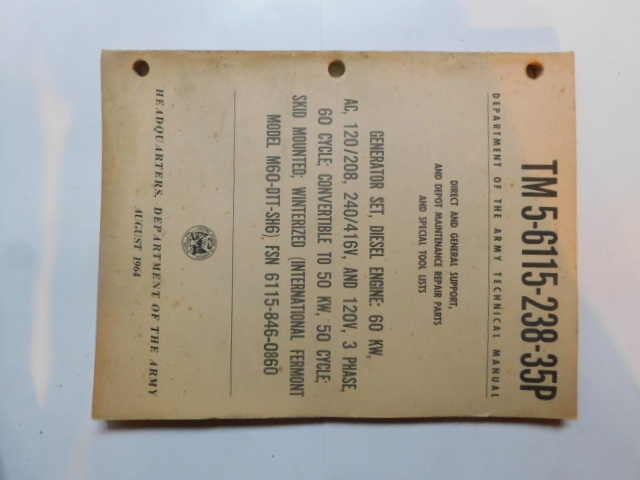 TM 5-6115-238-35P
DEPARTMENT OF THE ARMY TECHNICAL MANUAL
DIRECT AND GENERAL SUPPORT,
AND DEPOT MAINTENANCE REPAIR PARTS
AND SPECIAL TOOL LISTS
GENERATOR SET, DIESEL ENGINE; 60 KW,
AC, 120/208, 240/416V, AND 120V, 3 PHASE,
60 CYCLE; CONVERTIBLE TO 50 KW, 50 CYCLE;
SKID MOUNTED; WINTERIZED (INTERNATIONAL FERMONT
MODEL M60-DTT-SH6) FSN 6115-846-0860
HEADQUARTERS, DEPARTMENT OF THE ARMY
AUGUST 1964